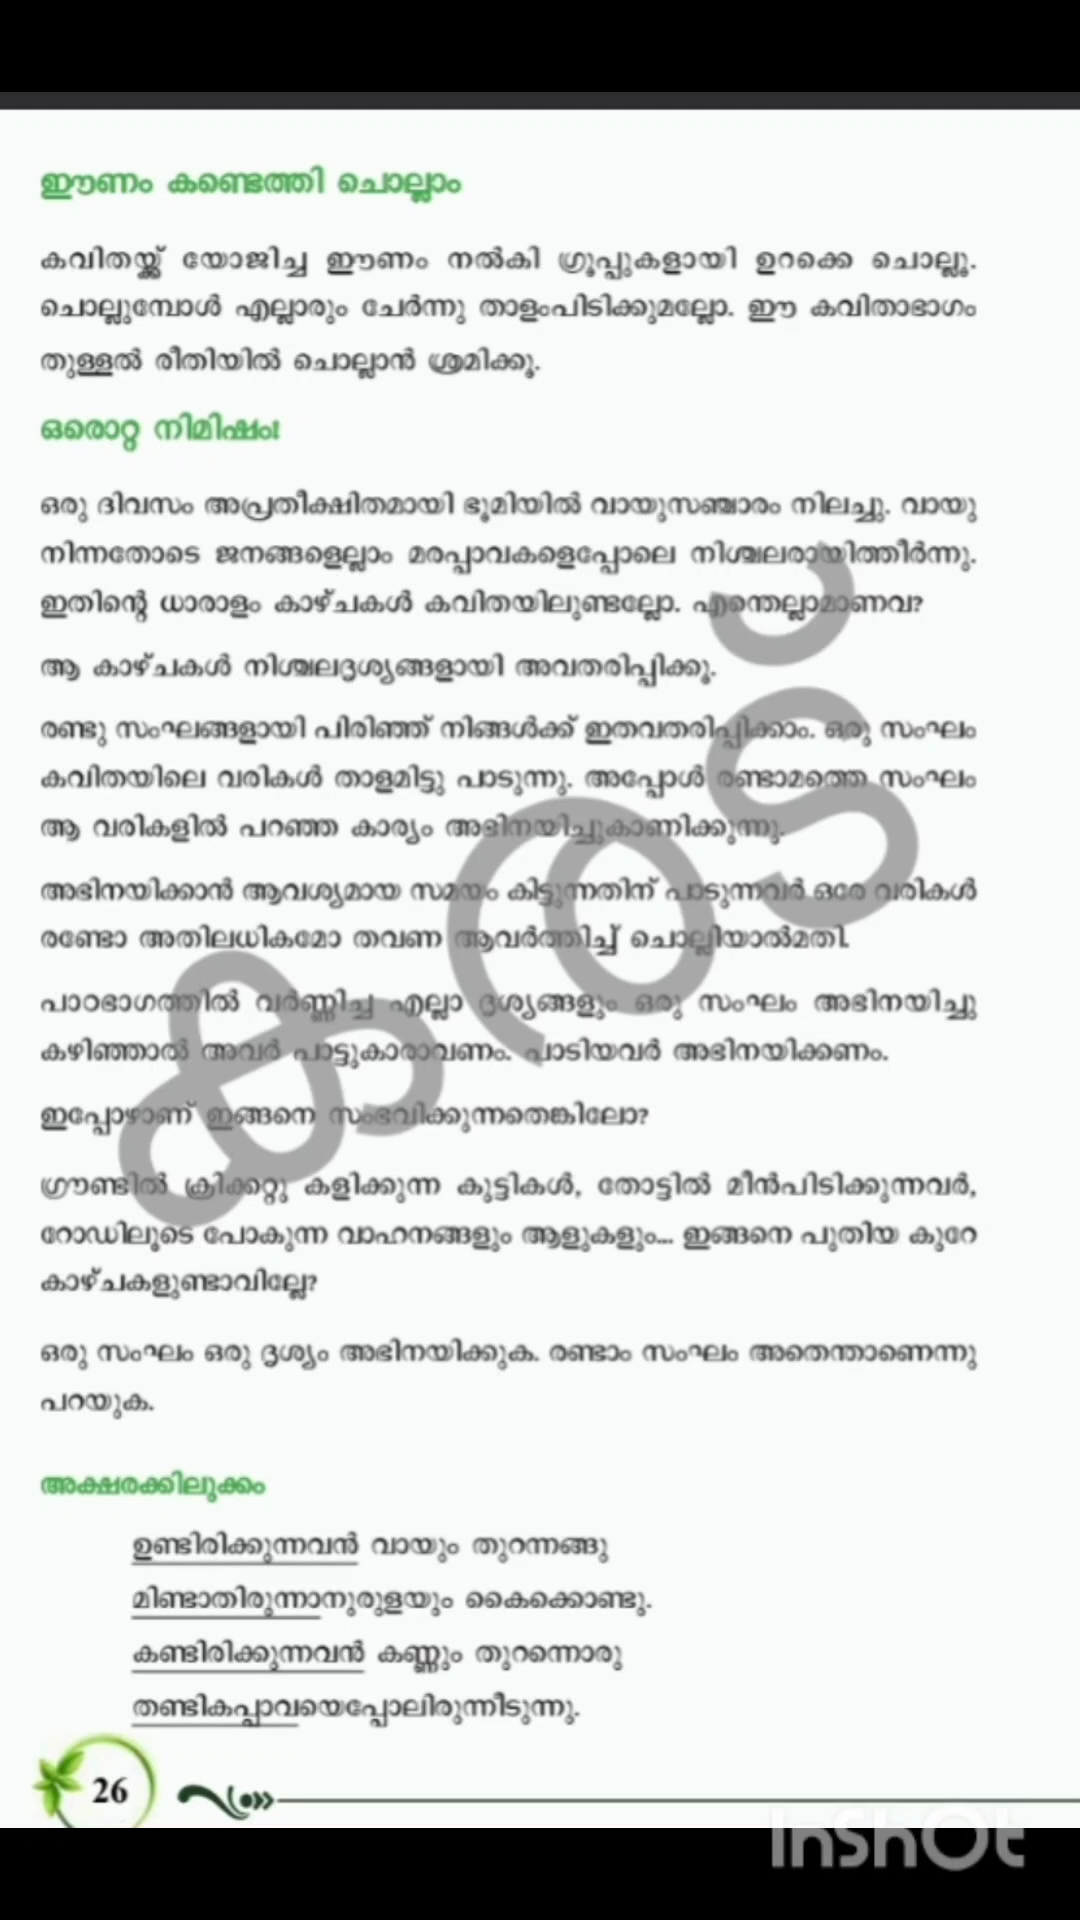 ഈണം കണ്ടെത്തി ചൊല്ലാം
കവിതയ്ക്ക് യോജിച്ച ഈണം നൽകി ഗ്രൂപ്പുകളായി ഉറക്കെ ചൊല്ലൂ.
ചൊല്ലുമ്പോൾ എല്ലാരും ചേർന്നു താളംപിടിക്കുമല്ലോ. ഈ കവിതാഭാഗം
തുള്ളൽ രീതിയിൽ ചൊല്ലാൻ ശ്രമിക്കൂ.
ഒരൊറ്റ നിമിഷം!
ഒരു ദിവസം അപ്രതീക്ഷിതമായി ഭൂമിയിൽ വായുസഞ്ചാരം നിലച്ചു. വായു
നിന്നതോടെ ജനങ്ങളെല്ലാം മരപ്പാവകളെപ്പോലെ നിശ്ചലരായിത്തീർന്നു.
ഇതിന്റെ ധാരാളം കാഴ്ചകൾ കവിതയിലുണ്ടല്ലോ. എന്തെല്ലാമാണവ?
ആ കാഴ്ചകൾ നിശ്ചലദൃശ്യങ്ങളായി അവതരിപ്പിക്കൂ.
രണ്ടു സംഘങ്ങളായി പിരിഞ്ഞ് നിങ്ങൾക്ക് ഇതവതരിപ്പിക്കാം. ഒരു സംഘം
കവിതയിലെ വരികൾ താളമിട്ടു പാടുന്നു. അപ്പോൾ രണ്ടാമത്തെ സംഘം
ആ വരികളിൽ പറഞ്ഞ കാര്യം അഭിനയിച്ചുകാണിക്കുന്നു.
അഭിനയിക്കാൻ ആവശ്യമായ സമയം കിട്ടുന്നതിന് പാടുന്നവർ ഒരേ വരികൾ
രണ്ടോ അതിലധികമോ തവണ ആവർത്തിച്ച് ചൊല്ലിയാൽമതി.
പാഠഭാഗത്തിൽ വർണ്ണിച്ച എല്ലാ ദൃശ്യങ്ങളും ഒരു സംഘം അഭിനയിച്ചു
കഴിഞ്ഞാൽ അവർ പാട്ടുകാരാവണം. പാടിയവർ അഭിനയിക്കണം.
ഇപ്പോഴാണ് ഇങ്ങനെ സംഭവിക്കുന്നതെങ്കിലോ?
ഗ്രൗണ്ടിൽ ക്രിക്കറ്റു കളിക്കുന്ന കുട്ടികൾ, തോട്ടിൽ മീൻപിടിക്കുന്നവർ,
റോഡിലൂടെ പോകുന്ന വാഹനങ്ങളും ആളുകളും... ഇങ്ങനെ പുതിയ കുറേ
കാഴ്ചകളുണ്ടാവില്ലേ?
ഒരു സംഘം ഒരു ദൃശ്യം അഭിനയിക്കുക. രണ്ടാം സംഘം അതെന്താണെന്നു
പറയുക.
അക്ഷരക്കിലുക്കം
ഉണ്ടിരിക്കുന്നവൻ വായും തുറന്നങ്ങു
മിണ്ടാതിരുന്നാനുരുളയും കൈക്കൊണ്ടു.
കണ്ടിരിക്കുന്നവൻ കണ്ണും തുറന്നൊരു
തണ്ടികപ്പാവയെപ്പോലിരുന്നീടുന്നു.
26
കരട്
InShOt